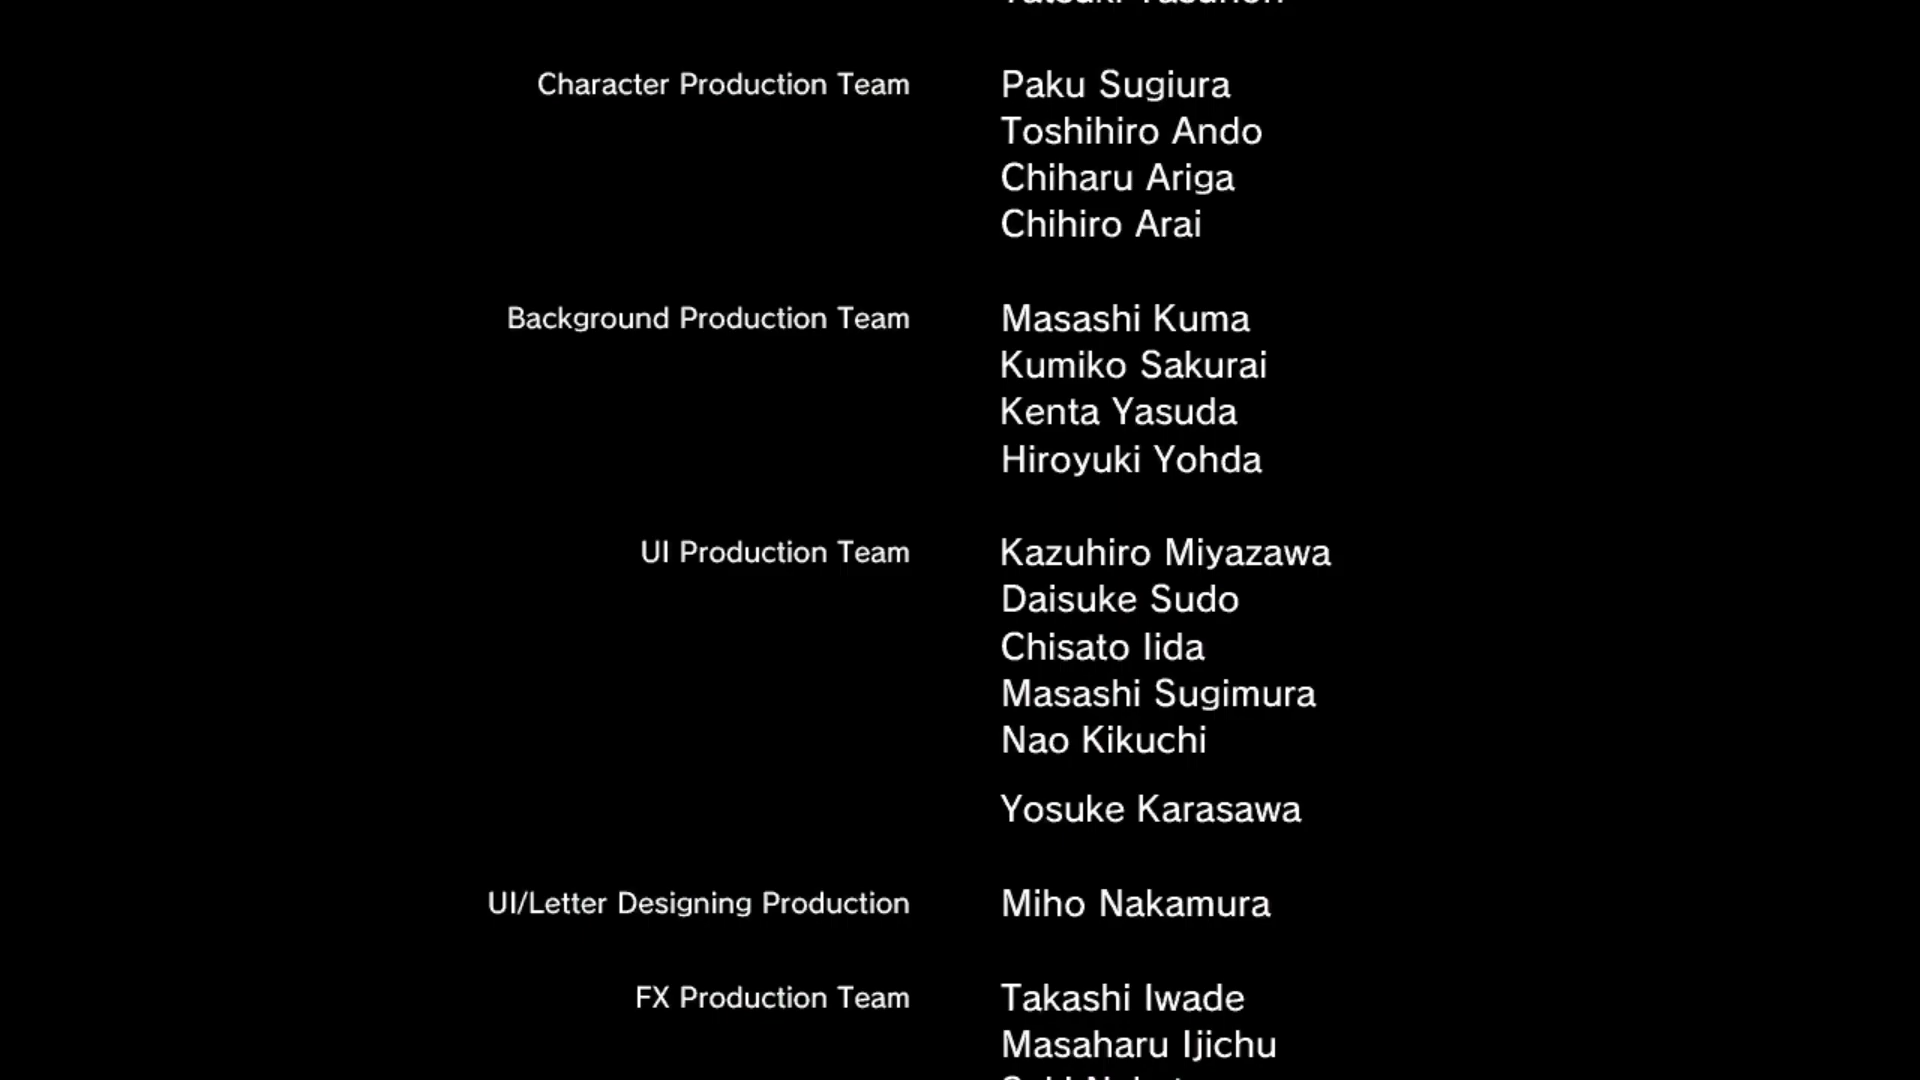 Character Production Team Paku Sugiura
Toshihiro Ando
Chiharu Ariga
Chihiro Arai
Background Production Team Masashi Kuma
Kumiko Sakurai
Kenta Yasuda
Hiroyuki Yohda
UI Production Team Kazuhiro Miyazawa
Daisuke Sudo
Chisato Iida
Masashi Sugimura
Nao Kikuchi
Yosuke Karasawa
UI/Letter Designing Production Miho Nakamura
FX Production Team Takashi Iwade
Masaharu Ijichu